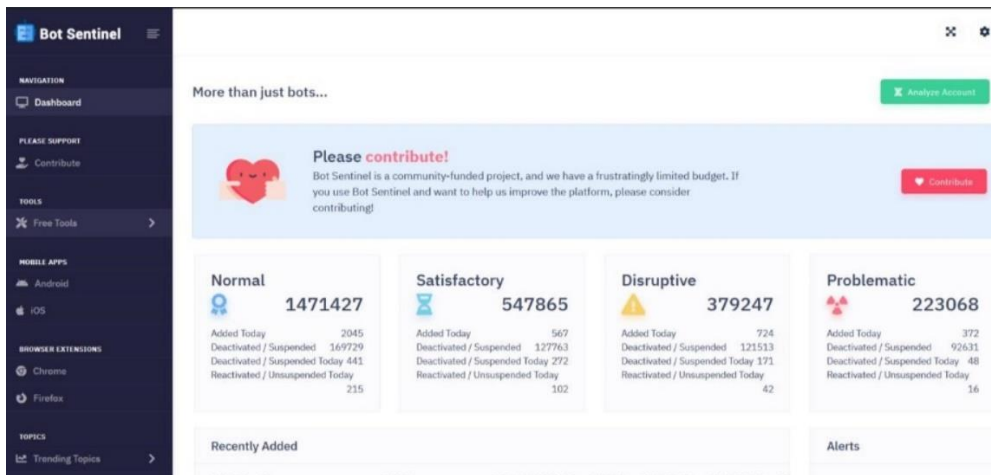 Bot Sentinel
NAVIGATION
Dashboard
PLEASE SUPPORT
Contribute
TOOLS
Free Tools
MOBILE APPS
Android
iOS
BROWSER EXTENSIONS
Chrome
Firefox
TOPICS
Trending Topics
More than just bots...
Analyze Account
Please contribute!
Bot Sentinel is a community-funded project, and we have a frustratingly limited budget. If
you use Bot Sentinel and want to help us improve the platform, please consider
contributing!
Contribute
Normal
1471427
Added Today 2045
Deactivated / Suspended 169729
Deactivated / Suspended Today 441
Reactivated / Unsuspended Today
215
Satisfactory
547865
Added Today 567
Deactivated / Suspended 127763
Deactivated / Suspended Today 272
Reactivated / Unsuspended Today
102
Disruptive
379247
Added Today 724
Deactivated / Suspended 121513
Deactivated / Suspended Today 171
Reactivated / Unsuspended Today
42
Problematic
223068
Added Today 372
Deactivated / Suspended 92631
Deactivated / Suspended Today 48
Reactivated / Unsuspended Today
16
Recently Added
Alerts